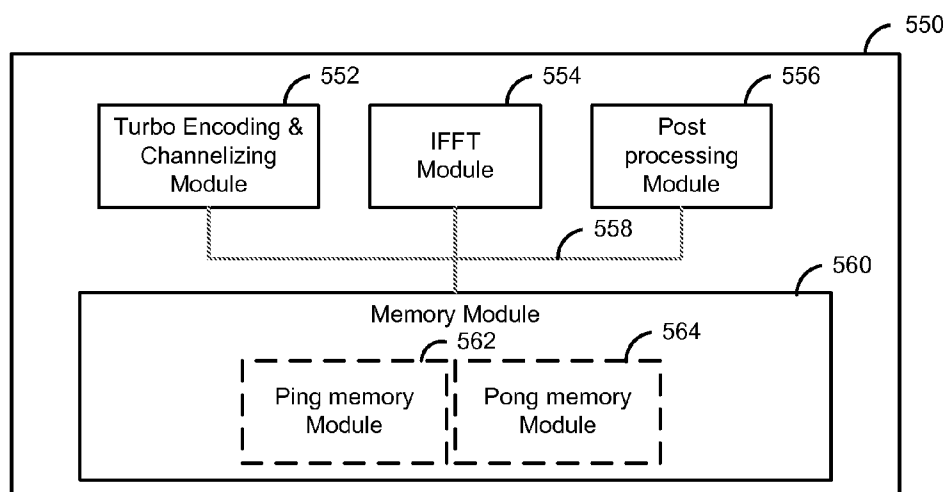 550
552
554
556
Turbo Encoding &
Channelizing
Module
IFFT
Module
Post
processing
Module
558
560
Memory Module
562
564
Ping memory
Module
Pong memory
Module